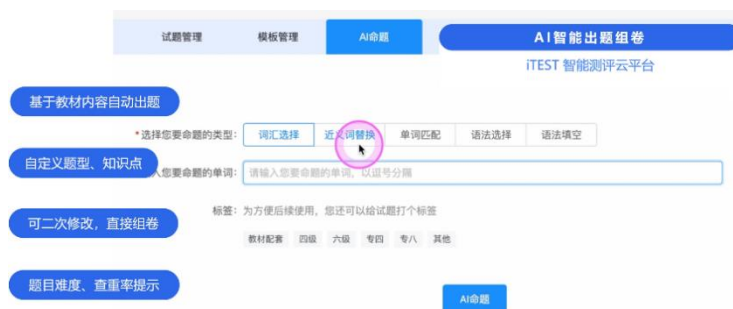 试题管理 模板管理 AI命题 AI智能出题组卷
iTEST 智能测评云平台
基于教材内容自动出题
*选择您要命题的类型: 词汇选择 近义词替换 单词匹配 语法选择 语法填空
自定义题型、知识点
入您要命题的单词: 请输入您要命题的单词, 以逗号分隔
标签: 为方便后续使用, 您还可以给试题打个标签
可二次修改，直接组卷
教材配套 四级 六级 专四 专八 其他
题目难度、查重率提示
AI命题